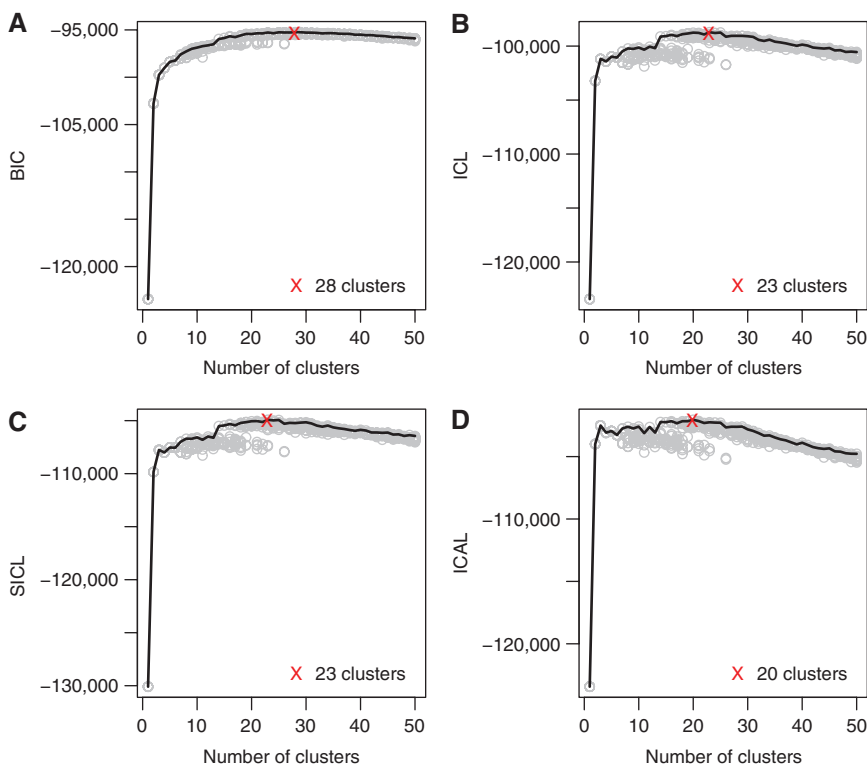 A
BIC
−95,000
−105,000
−120,000
X 28 clusters
0 10 20 30 40 50
Number of clusters
B
ICL
−100,000
−110,000
−120,000
X 23 clusters
0 10 20 30 40 50
Number of clusters
C
SICL
−110,000
−120,000
−130,000
X 23 clusters
0 10 20 30 40 50
Number of clusters
D
ICAL
−110,000
−120,000
X 20 clusters
0 10 20 30 40 50
Number of clusters